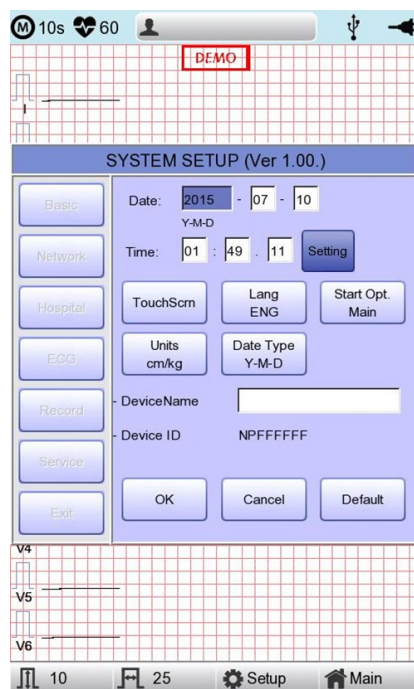 M 10s 60
DEMO
I
SYSTEM SETUP (Ver 1.00.)
Basic
Network
Hospital
ECG
Record
Service
Exit
Date: 2015 - 07 - 10
Y-M-D
Time: 01 : 49 . 11 Setting
TouchScrn
Lang
ENG
Start Opt.
Main
Units
cm/kg
Date Type
Y-M-D
- DeviceName
- Device ID NPFFFFFF
OK Cancel Default
V4
V5
V6
10 25 Setup Main